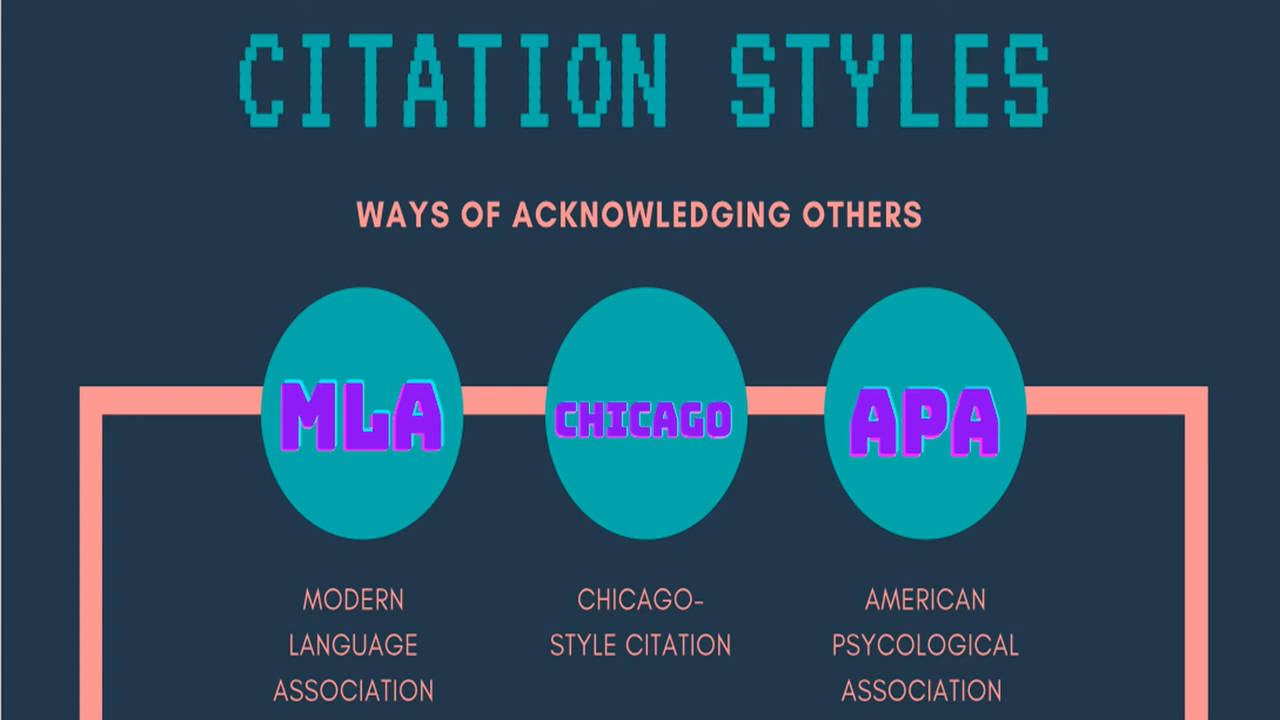 CITATION STYLES
WAYS OF ACKNOWLEDGING OTHERS
MLA
CHICAGO
APA
MODERN
LANGUAGE
ASSOCIATION
CHICAGO-
STYLE CITATION
AMERICAN
PSYCOLOGICAL
ASSOCIATION